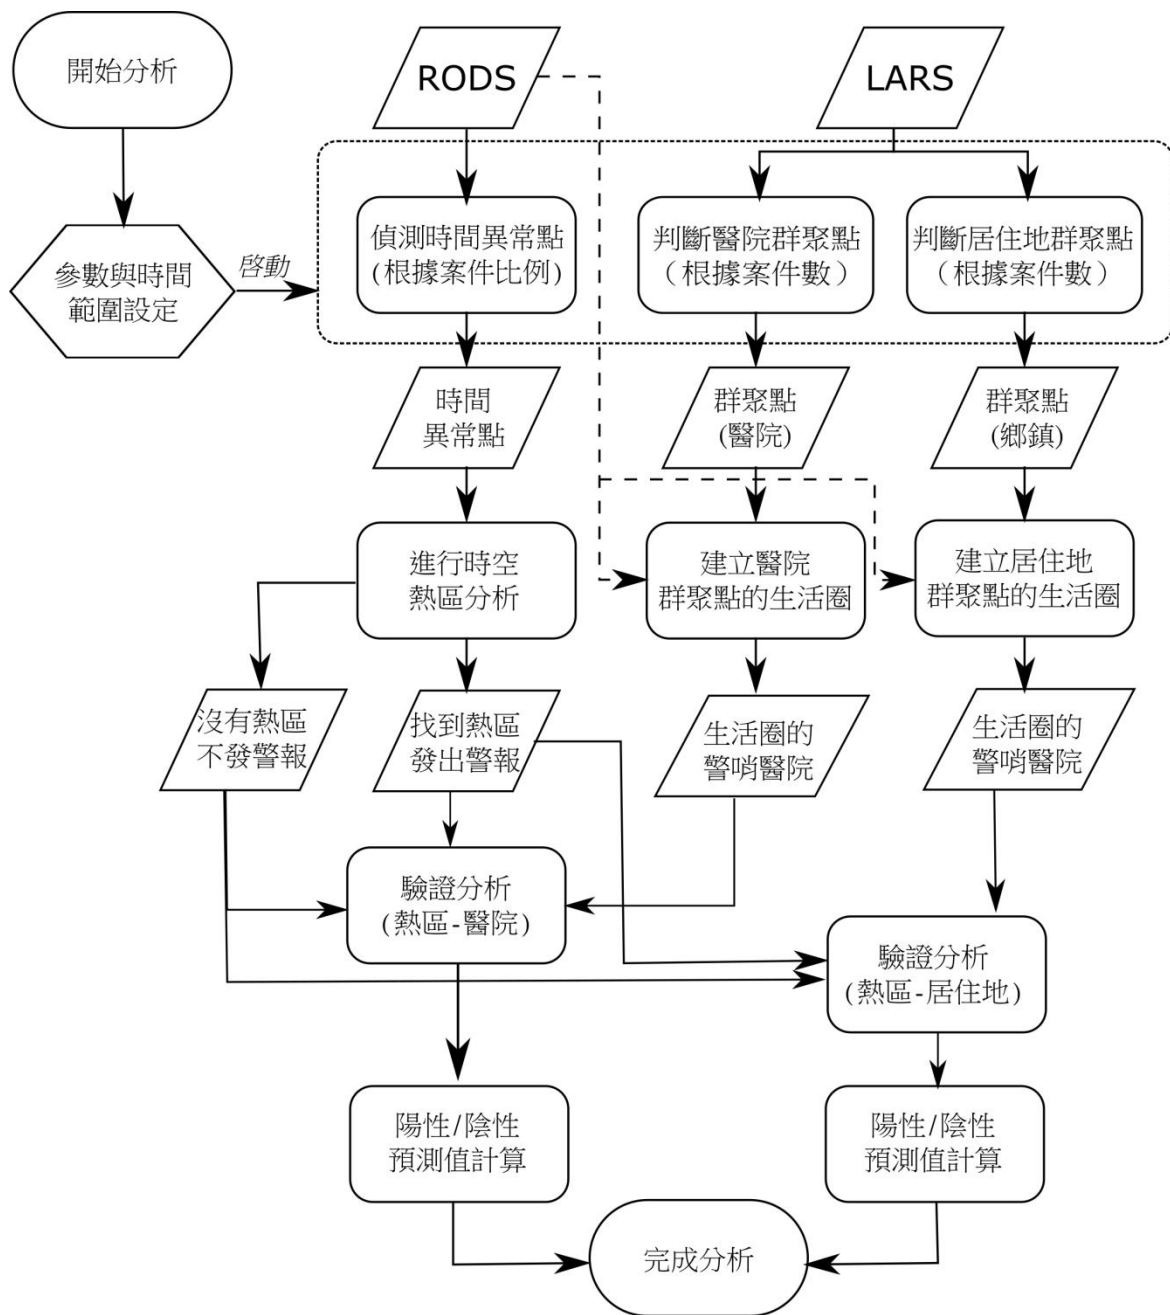 開始分析
RODS
LARS
參數與時間
範圍設定
啓動
偵測時間異常點
(根據案件比例)
判斷醫院群聚點
（根據案件數）
判斷居住地群聚點
（根據案件數）
時間
異常點
群聚點
(醫院)
群聚點
(鄉鎮)
進行時空
熱區分析
建立醫院
群聚點的生活圈
建立居住地
群聚點的生活圈
沒有熱區
不發警報
找到熱區
發出警報
生活圈的
警哨醫院
生活圈的
警哨醫院
驗證分析
(熱區-醫院)
驗證分析
(熱區-居住地)
陽性/陰性
預測值計算
陽性/陰性
預測值計算
完成分析